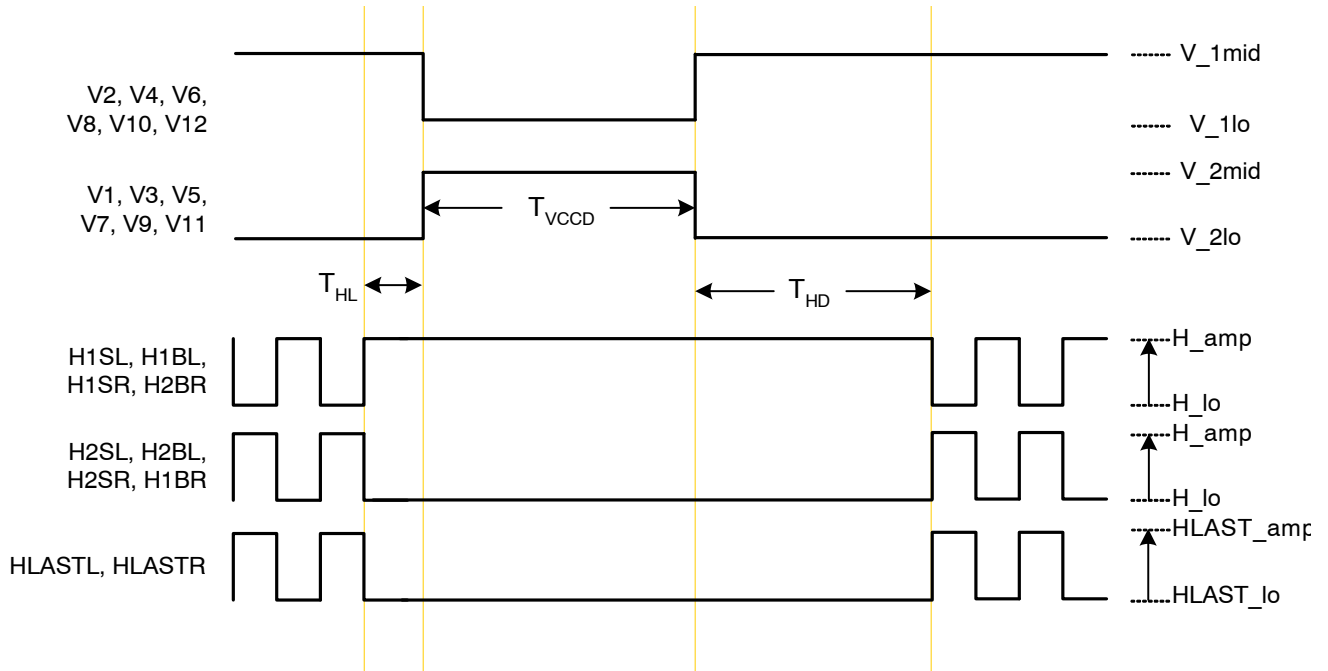 V_1mid
V2, V4, V6,
V8, V10, V12
V_1lo
V_2mid
V1, V3, V5,
V7, V9, V11
TVCCD
V_2lo
THL
THD
H1SL, H1BL,
H1SR, H2BR
H_amp
H_lo
H2SL, H2BL,
H2SR, H1BR
H_amp
H_lo
HLASTL, HLASTR
HLAST_amp
HLAST_lo